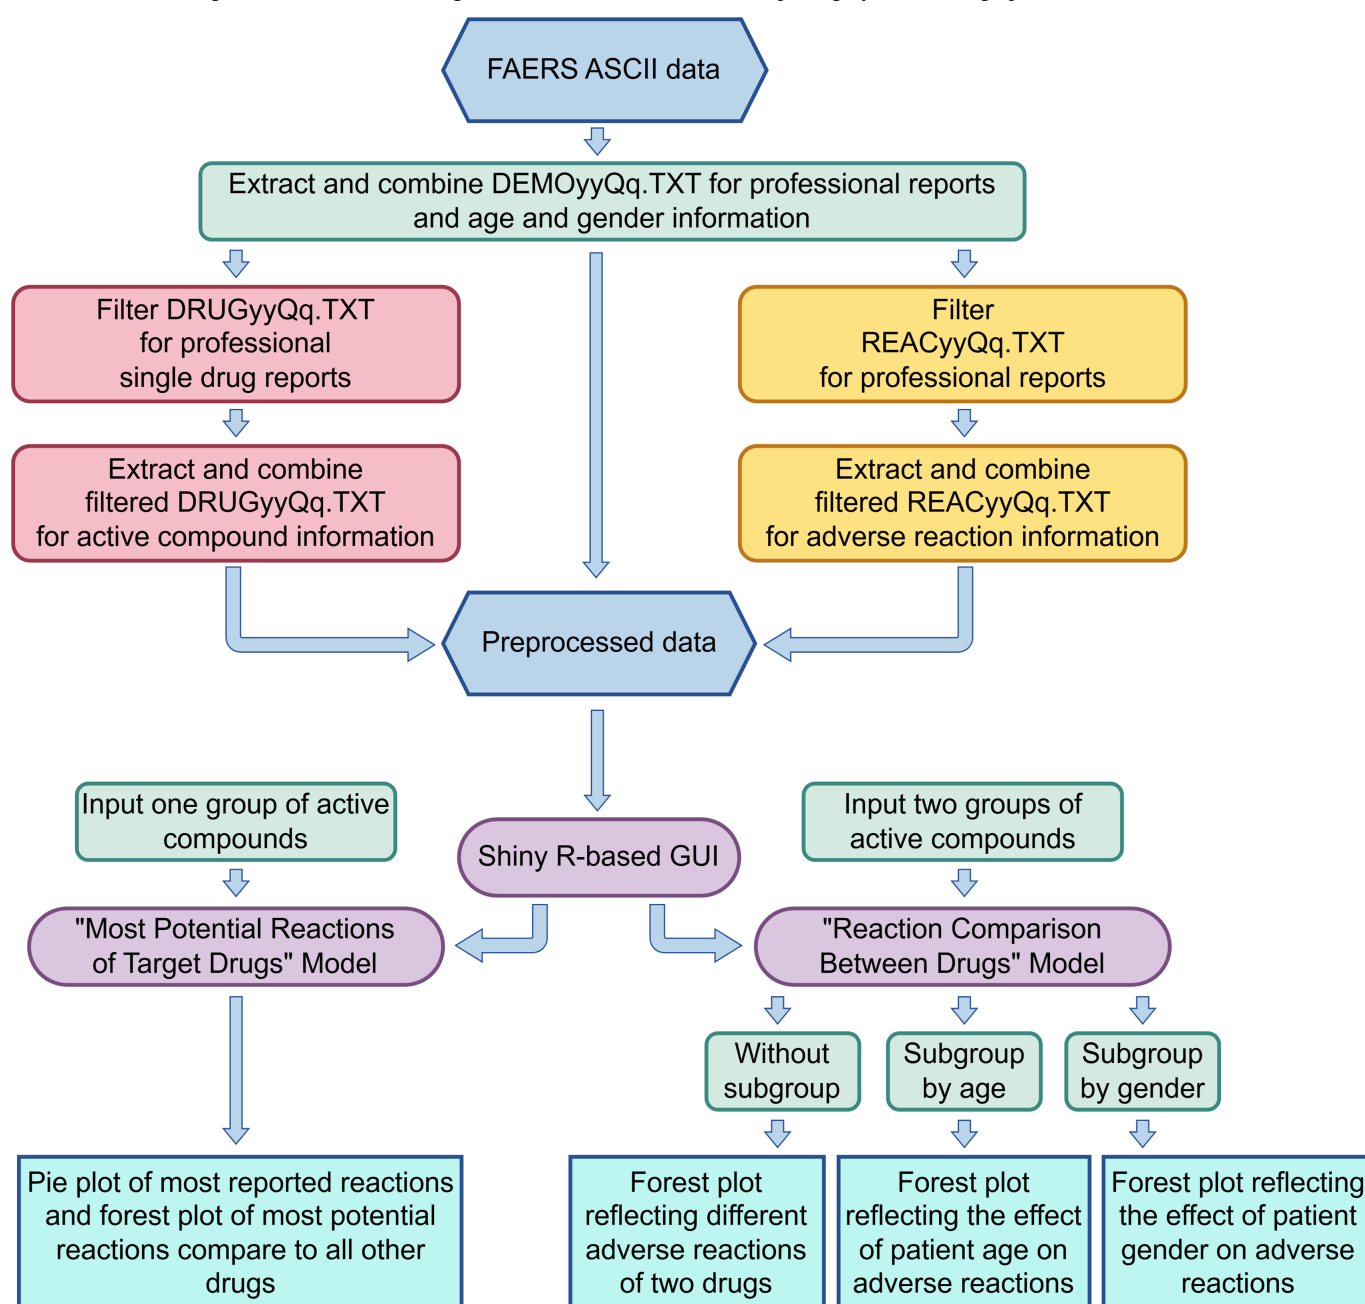 FAERS ASCII data
Extract and combine DEMOyyQq.TXT for professional reports
and age and gender information
Filter DRUGyyQq.TXT
for professional
single drug reports
Filter
REACyyQq.TXT
for professional reports
Extract and combine
filtered DRUGyyQq.TXT
for active compound information
Extract and combine
filtered REACyyQq.TXT
for adverse reaction information
Preprocessed data
Input one group of active
compounds
Input two groups of
active compounds
Shiny R-based GUI
"Most Potential Reactions
of Target Drugs" Model
"Reaction Comparison
Between Drugs" Model
Without
subgroup
Subgroup
by age
Subgroup
by gender
Pie plot of most reported reactions
and forest plot of most potential
reactions compare to all other
drugs
Forest plot
reflecting different
adverse reactions
of two drugs
Forest plot
reflecting the effect
of patient age on
adverse reactions
Forest plot reflecting
the effect of patient
gender on adverse
reactions